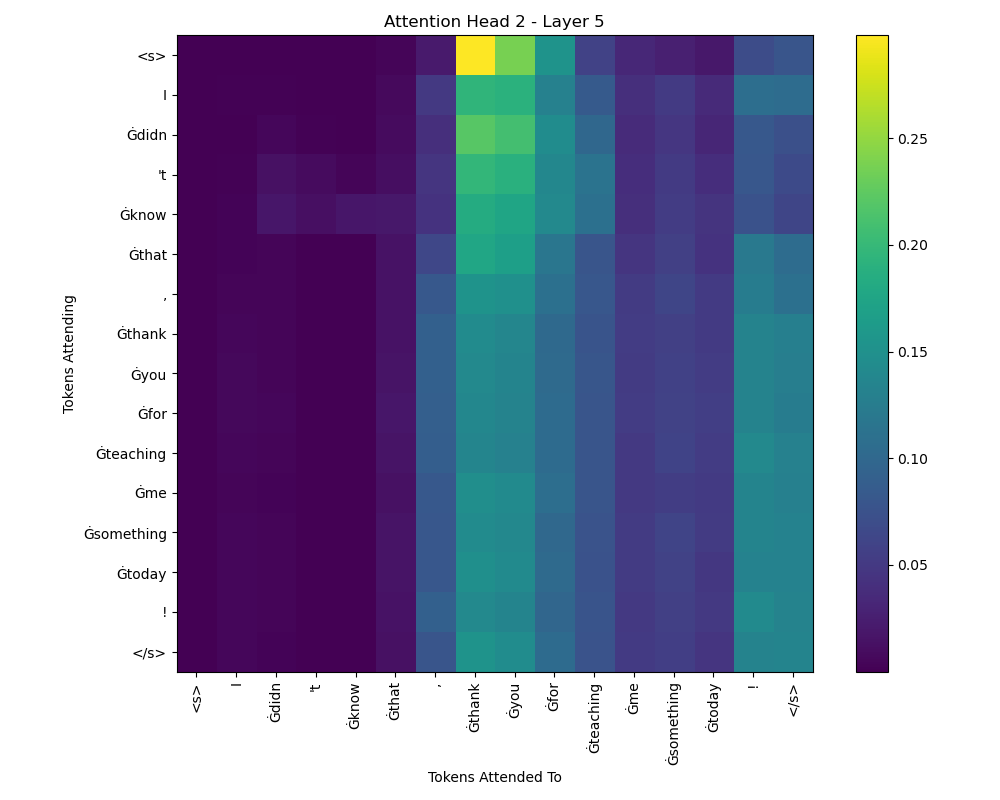 Attention Head 2 - Layer 5
<s>
I
Ġdidn
't
Ġknow
Ġthat
,
Ġthank
Ġyou
Ġfor
Ġteaching
Ġme
Ġsomething
Ġtoday
!
</s>
Tokens Attending
<s>
I
Ġdidn
't
Ġknow
Ġthat
,
Ġthank
Ġyou
Ġfor
Ġteaching
Ġme
Ġsomething
Ġtoday
!
</s>
Tokens Attended To
0.25
0.20
0.15
0.10
0.05